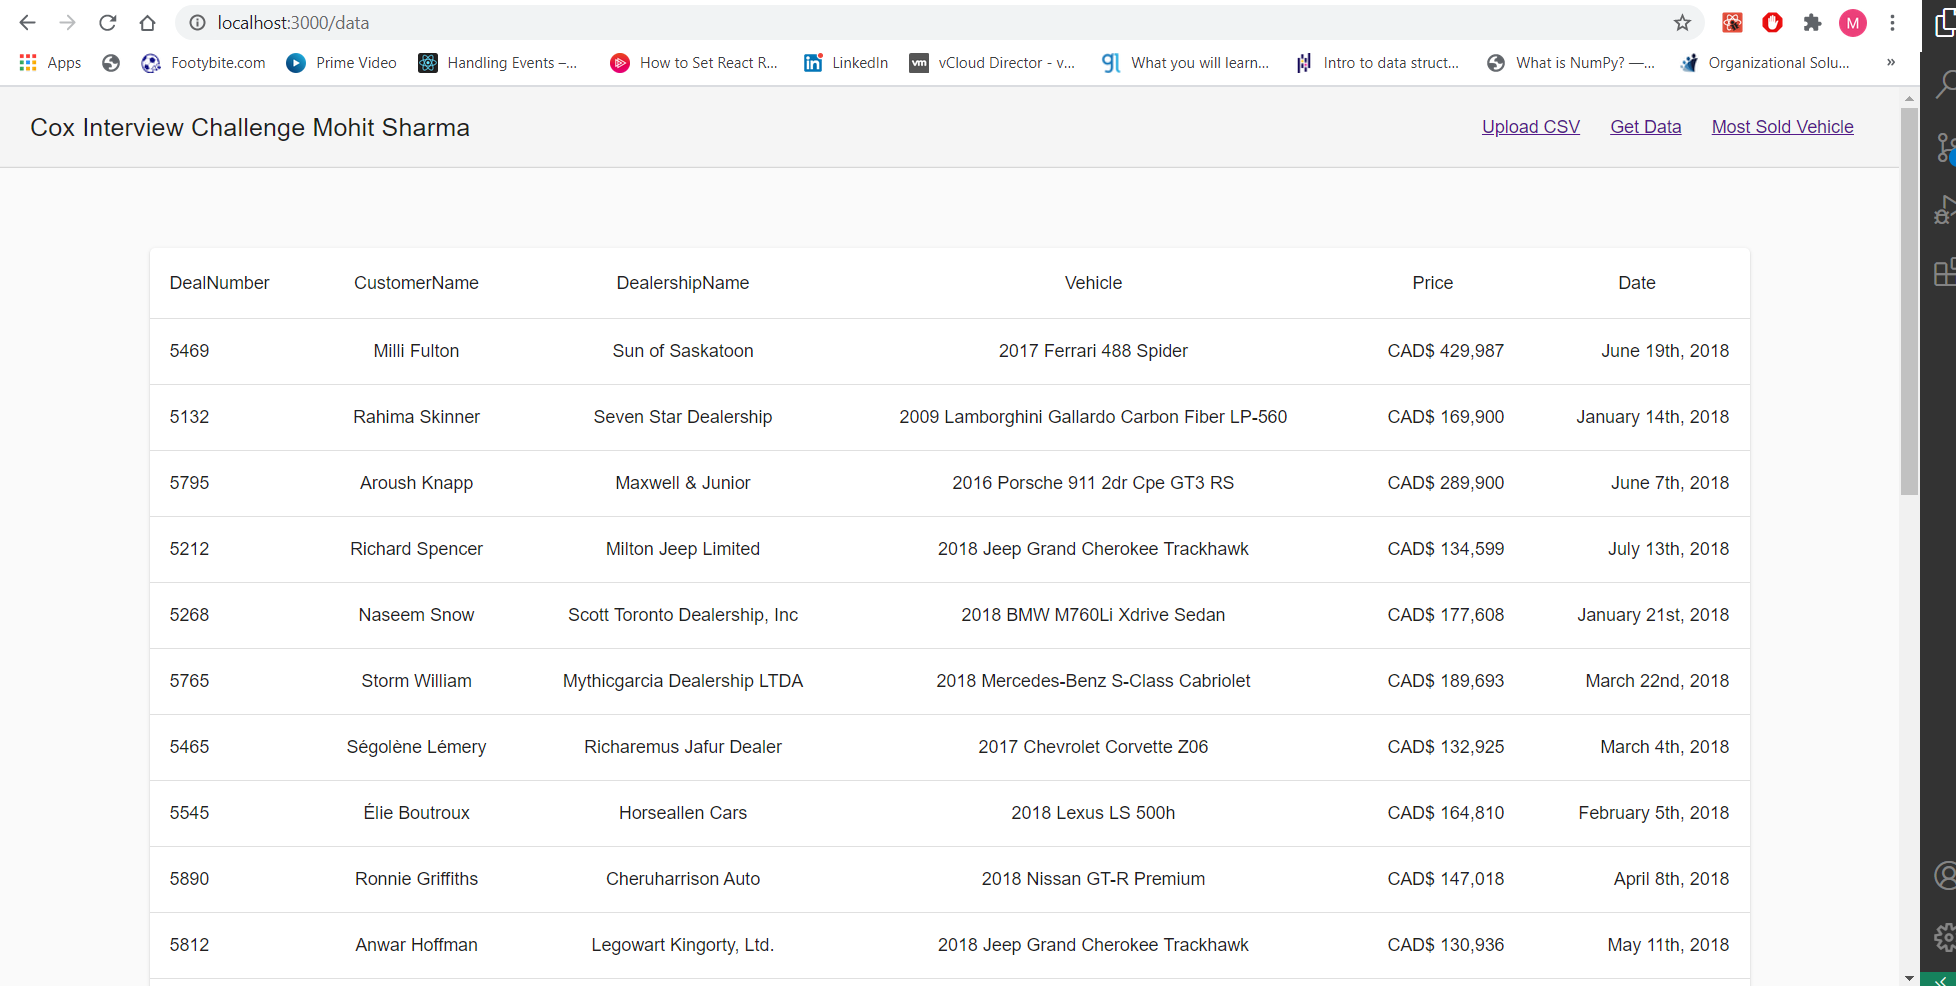 localhost:3000/data
M
Apps Footybite.com Prime Video Handling Events –... How to Set React R... LinkedIn vm vCloud Director - v... gl What you will learn... Intro to data struct... What is NumPy? —... Organizational Solu... »
Cox Interview Challenge Mohit Sharma Upload CSV Get Data Most Sold Vehicle
DealNumber CustomerName DealershipName Vehicle Price Date
5469 Milli Fulton Sun of Saskatoon 2017 Ferrari 488 Spider CAD$ 429,987 June 19th, 2018
5132 Rahima Skinner Seven Star Dealership 2009 Lamborghini Gallardo Carbon Fiber LP-560 CAD$ 169,900 January 14th, 2018
5795 Aroush Knapp Maxwell & Junior 2016 Porsche 911 2dr Cpe GT3 RS CAD$ 289,900 June 7th, 2018
5212 Richard Spencer Milton Jeep Limited 2018 Jeep Grand Cherokee Trackhawk CAD$ 134,599 July 13th, 2018
5268 Naseem Snow Scott Toronto Dealership, Inc 2018 BMW M760Li Xdrive Sedan CAD$ 177,608 January 21st, 2018
5765 Storm William Mythicgarcia Dealership LTDA 2018 Mercedes-Benz S-Class Cabriolet CAD$ 189,693 March 22nd, 2018
5465 Ségolène Lémery Richaremus Jafur Dealer 2017 Chevrolet Corvette Z06 CAD$ 132,925 March 4th, 2018
5545 Élie Boutroux Horseallen Cars 2018 Lexus LS 500h CAD$ 164,810 February 5th, 2018
5890 Ronnie Griffiths Cheruharrison Auto 2018 Nissan GT-R Premium CAD$ 147,018 April 8th, 2018
5812 Anwar Hoffman Legowart Kingorty, Ltd. 2018 Jeep Grand Cherokee Trackhawk CAD$ 130,936 May 11th, 2018